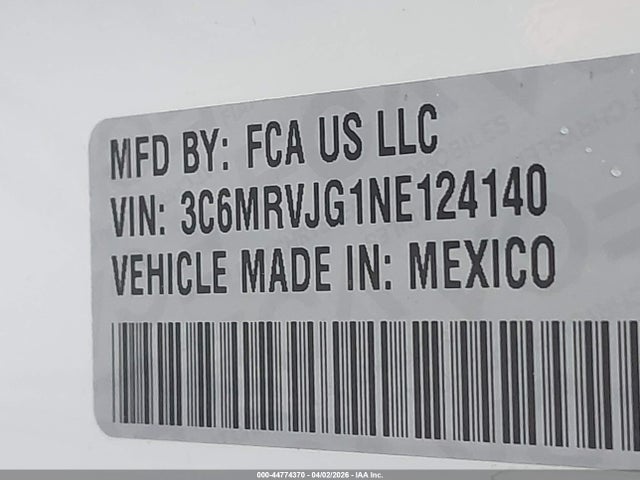 MFD BY: FCA US LLC
VIN: 3C6MRVJG1NE124140
VEHICLE MADE IN: MEXICO
000-44774370 - 04/02/2026 - IAA Inc.